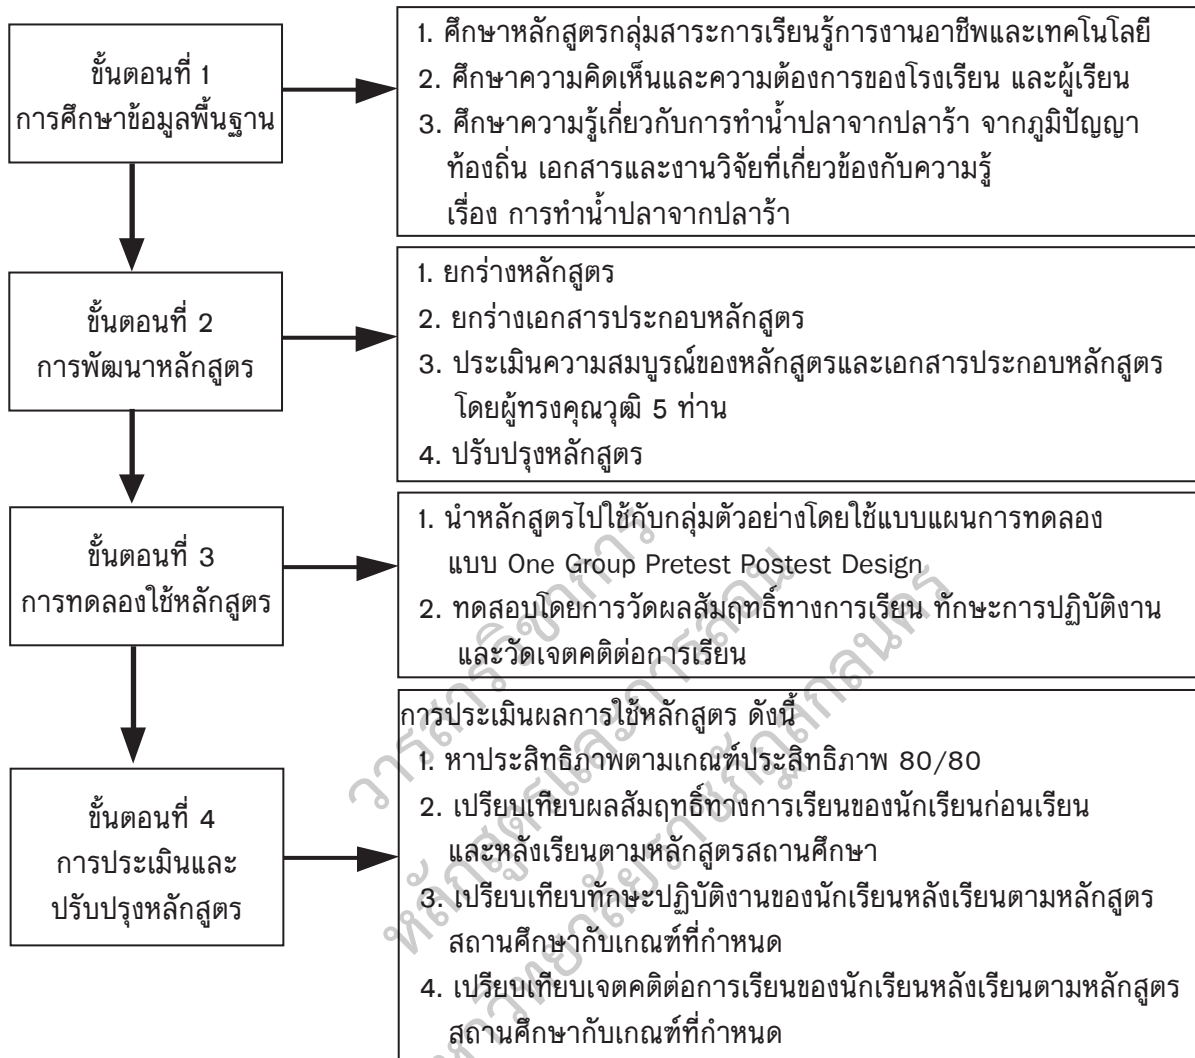 ขั้นตอนที่ 1
การศึกษาข้อมูลพื้นฐาน
1. ศึกษาหลักสูตรกลุ่มสาระการเรียนรู้การงานอาชีพและเทคโนโลยี
2. ศึกษาความคิดเห็นและความต้องการของโรงเรียน และผู้เรียน
3. ศึกษาความรู้เกี่ยวกับการทำน้ำปลาจากปลาร้า จากภูมิปัญญา
ท้องถิ่น เอกสารและงานวิจัยที่เกี่ยวข้องกับความรู้
เรื่อง การทำน้ำปลาจากปลาร้า
ขั้นตอนที่ 2
การพัฒนาหลักสูตร
1. ยกร่างหลักสูตร
2. ยกร่างเอกสารประกอบหลักสูตร
3. ประเมินความสมบูรณ์ของหลักสูตรและเอกสารประกอบหลักสูตร
โดยผู้ทรงคุณวุฒิ 5 ท่าน
4. ปรับปรุงหลักสูตร
ขั้นตอนที่ 3
การทดลองใช้หลักสูตร
1. นำหลักสูตรไปใช้กับกลุ่มตัวอย่างโดยใช้แบบแผนการทดลอง
แบบ One Group Pretest Postest Design
2. ทดสอบโดยการวัดผลสัมฤทธิ์ทางการเรียน ทักษะการปฏิบัติงาน
และวัดเจตคติต่อการเรียน
ขั้นตอนที่ 4
การประเมินและ
ปรับปรุงหลักสูตร
การประเมินผลการใช้หลักสูตร ดังนี้
1. หาประสิทธิภาพตามเกณฑ์ประสิทธิภาพ 80/80
2. เปรียบเทียบผลสัมฤทธิ์ทางการเรียนของนักเรียนก่อนเรียน
และหลังเรียนตามหลักสูตรสถานศึกษา
3. เปรียบเทียบทักษะปฏิบัติงานของนักเรียนหลังเรียนตามหลักสูตร
สถานศึกษากับเกณฑ์ที่กำหนด
4. เปรียบเทียบเจตคติต่อการเรียนของนักเรียนหลังเรียนตามหลักสูตร
สถานศึกษากับเกณฑ์ที่กำหนด
วารสารวิชาการ
หลักสูตรและการสอน